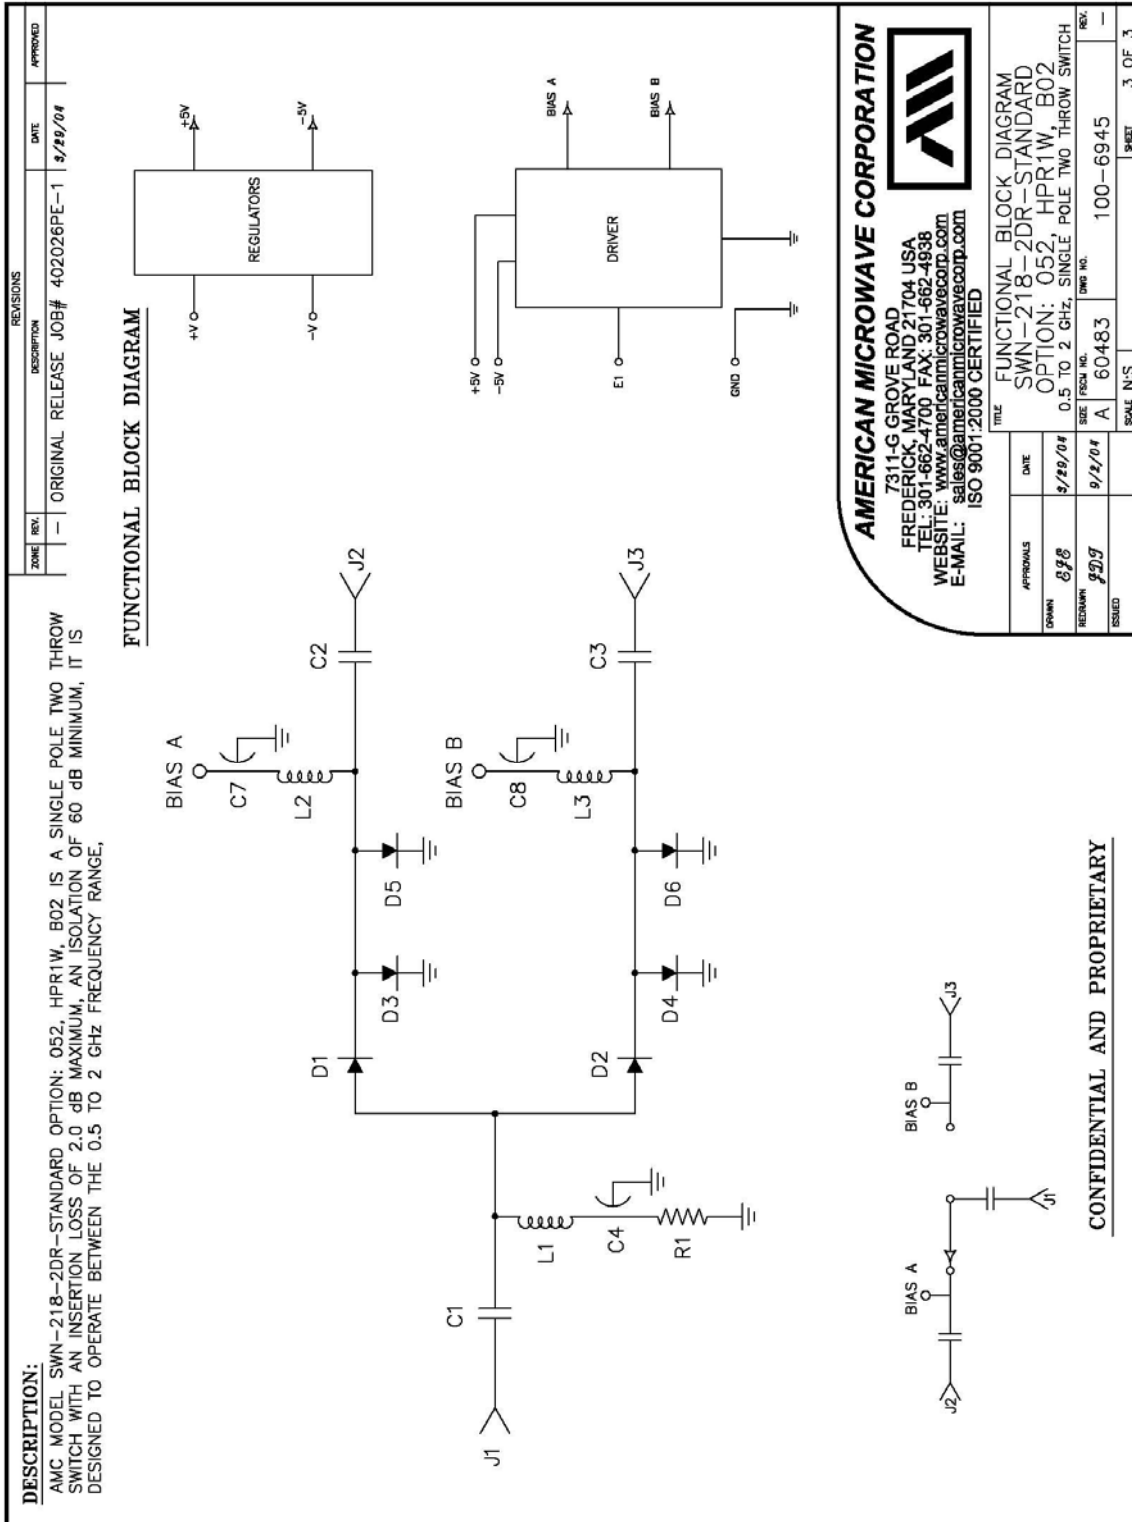 DESCRIPTION:
AMC MODEL SWN-218-2DR-STANDARD OPTION: 052, HPR1W, B02 IS A SINGLE POLE TWO THROW
SWITCH WITH AN INSERTION LOSS OF 2.0 dB MAXIMUM, AN ISOLATION OF 60 dB MINIMUM, IT IS
DESIGNED TO OPERATE BETWEEN THE 0.5 TO 2 GHz FREQUENCY RANGE,
REVISIONS
ZONE REV. DESCRIPTION DATE APPROVED
— ORIGINAL RELEASE JOB# 402026PE-1
FUNCTIONAL BLOCK DIAGRAM
+V
+5V
REGULATORS
-V
-5V
+5V
-5V
BIAS A
DRIVER
E1
BIAS B
GND
BIAS A
C7
L2
C2
J2
D1
D3
D5
BIAS B
C8
L3
C3
J3
D2
D4
D6
J1
C1
L1
C4
R1
BIAS A
BIAS B
J2
J1
J3
CONFIDENTIAL AND PROPRIETARY
AMERICAN MICROWAVE CORPORATION
7311-G GROVE ROAD
FREDERICK, MARYLAND 21704 USA
TEL: 301-662-4700 FAX: 301-662-4938
WEBSITE: www.americanmicrowavecorp.com
E-MAIL: sales@americanmicrowavecorp.com
ISO 9001:2000 CERTIFIED
APPROVALS DATE
DRAWN
REDRAWN 9/2/04
ISSUED
TITLE
FUNCTIONAL BLOCK DIAGRAM
SWN-218-2DR-STANDARD
OPTION: 052, HPR1W, B02
0.5 TO 2 GHz, SINGLE POLE TWO THROW SWITCH
SIZE A FSCM NO. 60483 DWG NO. 100-6945 REV. —
SCALE N:S SHEET 3 OF 3